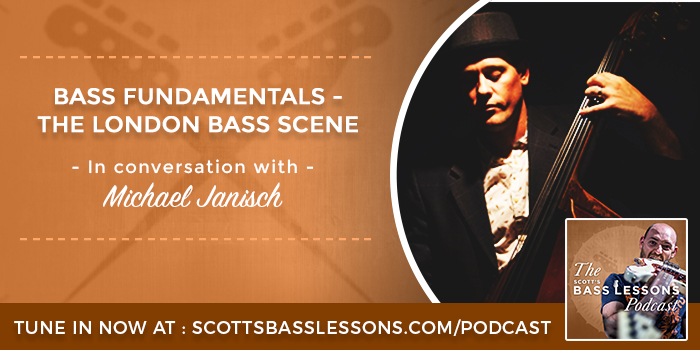 BASS FUNDAMENTALS -
THE LONDON BASS SCENE
- In conversation with -
Michael Janisch
The
SCOTT'S
BASS LESSONS
Podcast
TUNE IN NOW AT : SCOTTSBASSLESSONS.COM/PODCAST